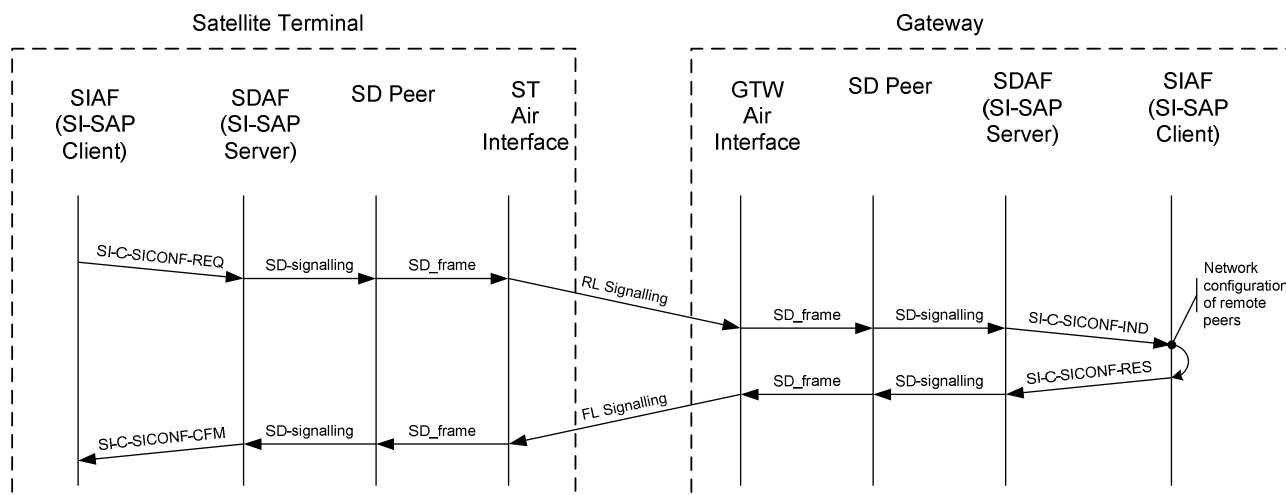 Satellite Terminal
Gateway
SIAF
(SI-SAP
Client)
SDAF
(SI-SAP
Server)
SD Peer
ST
Air
Interface
GTW
Air
Interface
SD Peer
SDAF
(SI-SAP
Server)
SIAF
(SI-SAP
Client)
SI-C-SICONF-REQ
SD-signalling
SD_frame
RL Signalling
SD_frame
SD-signalling
SI-C-SICONF-IND
Network
configuration
of remote
peers
SI-C-SICONF-RES
SD-signalling
SD_frame
FL Signalling
SD_frame
SD-signalling
SI-C-SICONF-CFM